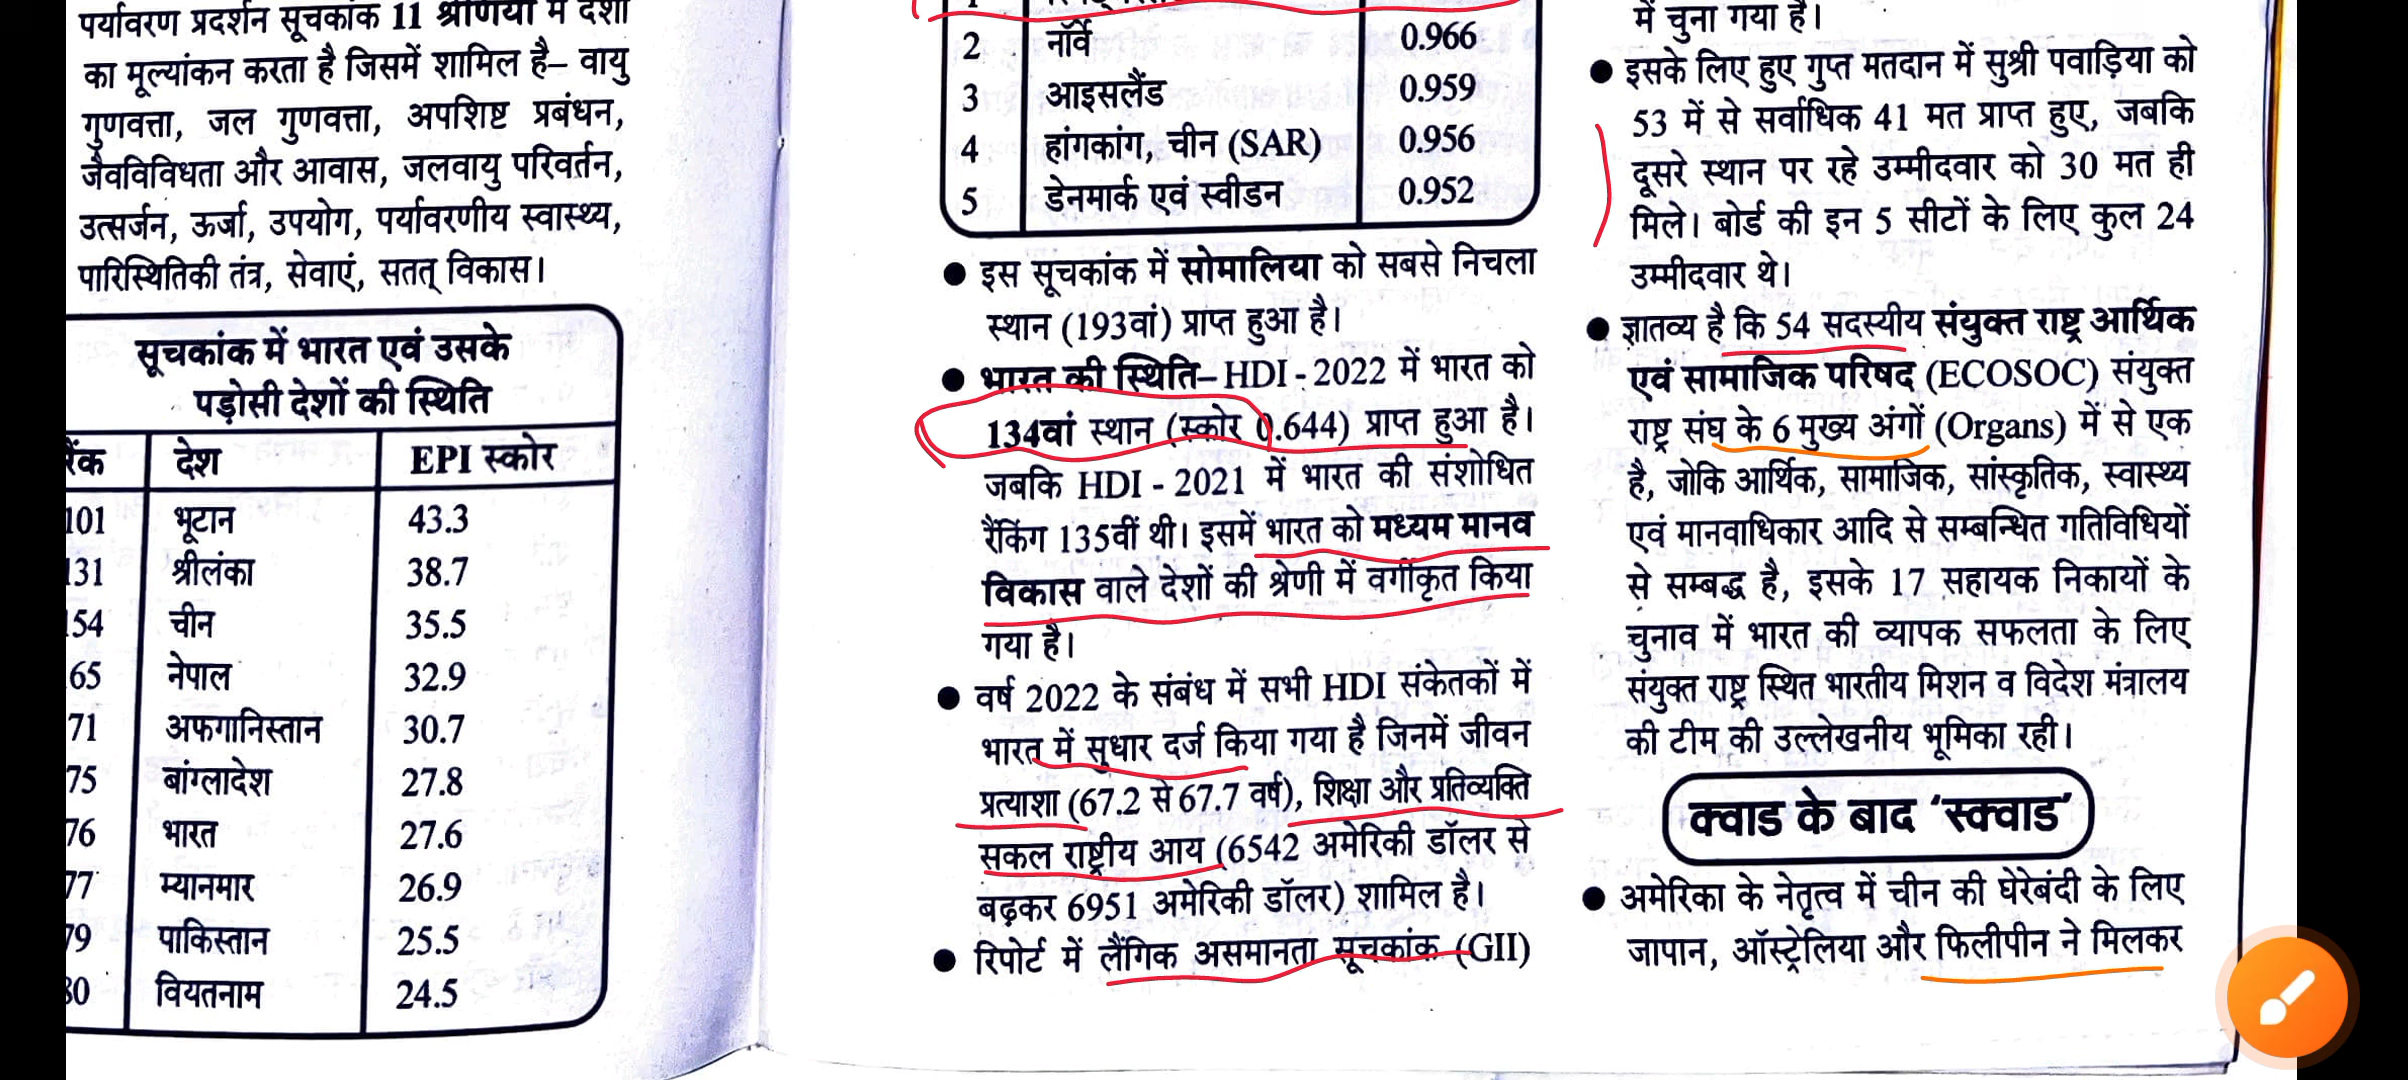 पर्यावरण प्रदर्शन सूचकांक 11 श्रेणियों में देशों
का मूल्यांकन करता है जिसमें शामिल है– वायु
गुणवत्ता, जल गुणवत्ता, अपशिष्ट प्रबंधन,
जैवविविधता और आवास, जलवायु परिवर्तन,
उत्सर्जन, ऊर्जा, उपयोग, पर्यावरणीय स्वास्थ्य,
पारिस्थितिकी तंत्र, सेवाएं, सतत् विकास।
सूचकांक में भारत एवं उसके
पड़ोसी देशों की स्थिति
रैंक देश EPI स्कोर
101 भूटान 43.3
131 श्रीलंका 38.7
154 चीन 35.5
65 नेपाल 32.9
71 अफगानिस्तान 30.7
75 बांग्लादेश 27.8
76 भारत 27.6
77 म्यानमार 26.9
79 पाकिस्तान 25.5
80 वियतनाम 24.5
2 नॉर्वे 0.966
3 आइसलैंड 0.959
4 हांगकांग, चीन (SAR) 0.956
5 डेनमार्क एवं स्वीडन 0.952
● इस सूचकांक में सोमालिया को सबसे निचला
स्थान (193वां) प्राप्त हुआ है।
● भारत की स्थिति–HDI - 2022 में भारत को
134वां स्थान (स्कोर 0.644) प्राप्त हुआ है।
जबकि HDI - 2021 में भारत की संशोधित
रैंकिंग 135वीं थी। इसमें भारत को मध्यम मानव
विकास वाले देशों की श्रेणी में वर्गीकृत किया
गया है।
● वर्ष 2022 के संबंध में सभी HDI संकेतकों में
भारत में सुधार दर्ज किया गया है जिनमें जीवन
प्रत्याशा (67.2 से 67.7 वर्ष), शिक्षा और प्रतिव्यक्ति
सकल राष्ट्रीय आय (6542 अमेरिकी डॉलर से
बढ़कर 6951 अमेरिकी डॉलर) शामिल है।
● रिपोर्ट में लैंगिक असमानता सूचकांक (GII)
में चुना गया है।
● इसके लिए हुए गुप्त मतदान में सुश्री पवाड़िया को
53 में से सर्वाधिक 41 मत प्राप्त हुए, जबकि
दूसरे स्थान पर रहे उम्मीदवार को 30 मत ही
मिले। बोर्ड की इन 5 सीटों के लिए कुल 24
उम्मीदवार थे।
● ज्ञातव्य है कि 54 सदस्यीय संयुक्त राष्ट्र आर्थिक
एवं सामाजिक परिषद (ECOSOC) संयुक्त
राष्ट्र संघ के 6 मुख्य अंगों (Organs) में से एक
है, जोकि आर्थिक, सामाजिक, सांस्कृतिक, स्वास्थ्य
एवं मानवाधिकार आदि से सम्बन्धित गतिविधियों
से सम्बद्ध है, इसके 17 सहायक निकायों के
चुनाव में भारत की व्यापक सफलता के लिए
संयुक्त राष्ट्र स्थित भारतीय मिशन व विदेश मंत्रालय
की टीम की उल्लेखनीय भूमिका रही।
क्वाड के बाद ‘स्क्वाड’
● अमेरिका के नेतृत्व में चीन की घेरेबंदी के लिए
जापान, ऑस्ट्रेलिया और फिलीपीन ने मिलकर